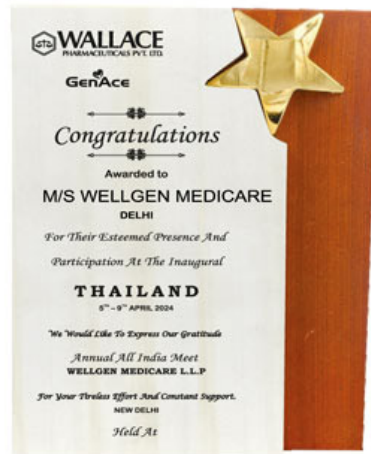 WALLACE
PHARMACEUTICALS PVT. LTD.
GENACE
Congratulations
Awarded to
M/S WELLGEN MEDICARE
DELHI
For Their Esteemed Presence And
Participation At The Inaugural
THAILAND
5TH – 9TH APRIL 2024
We Would Like To Express Our Gratitude
Annual All India Meet
WELLGEN MEDICARE L.L.P
For Your Tireless Effort And Constant Support.
NEW DELHI
Held At